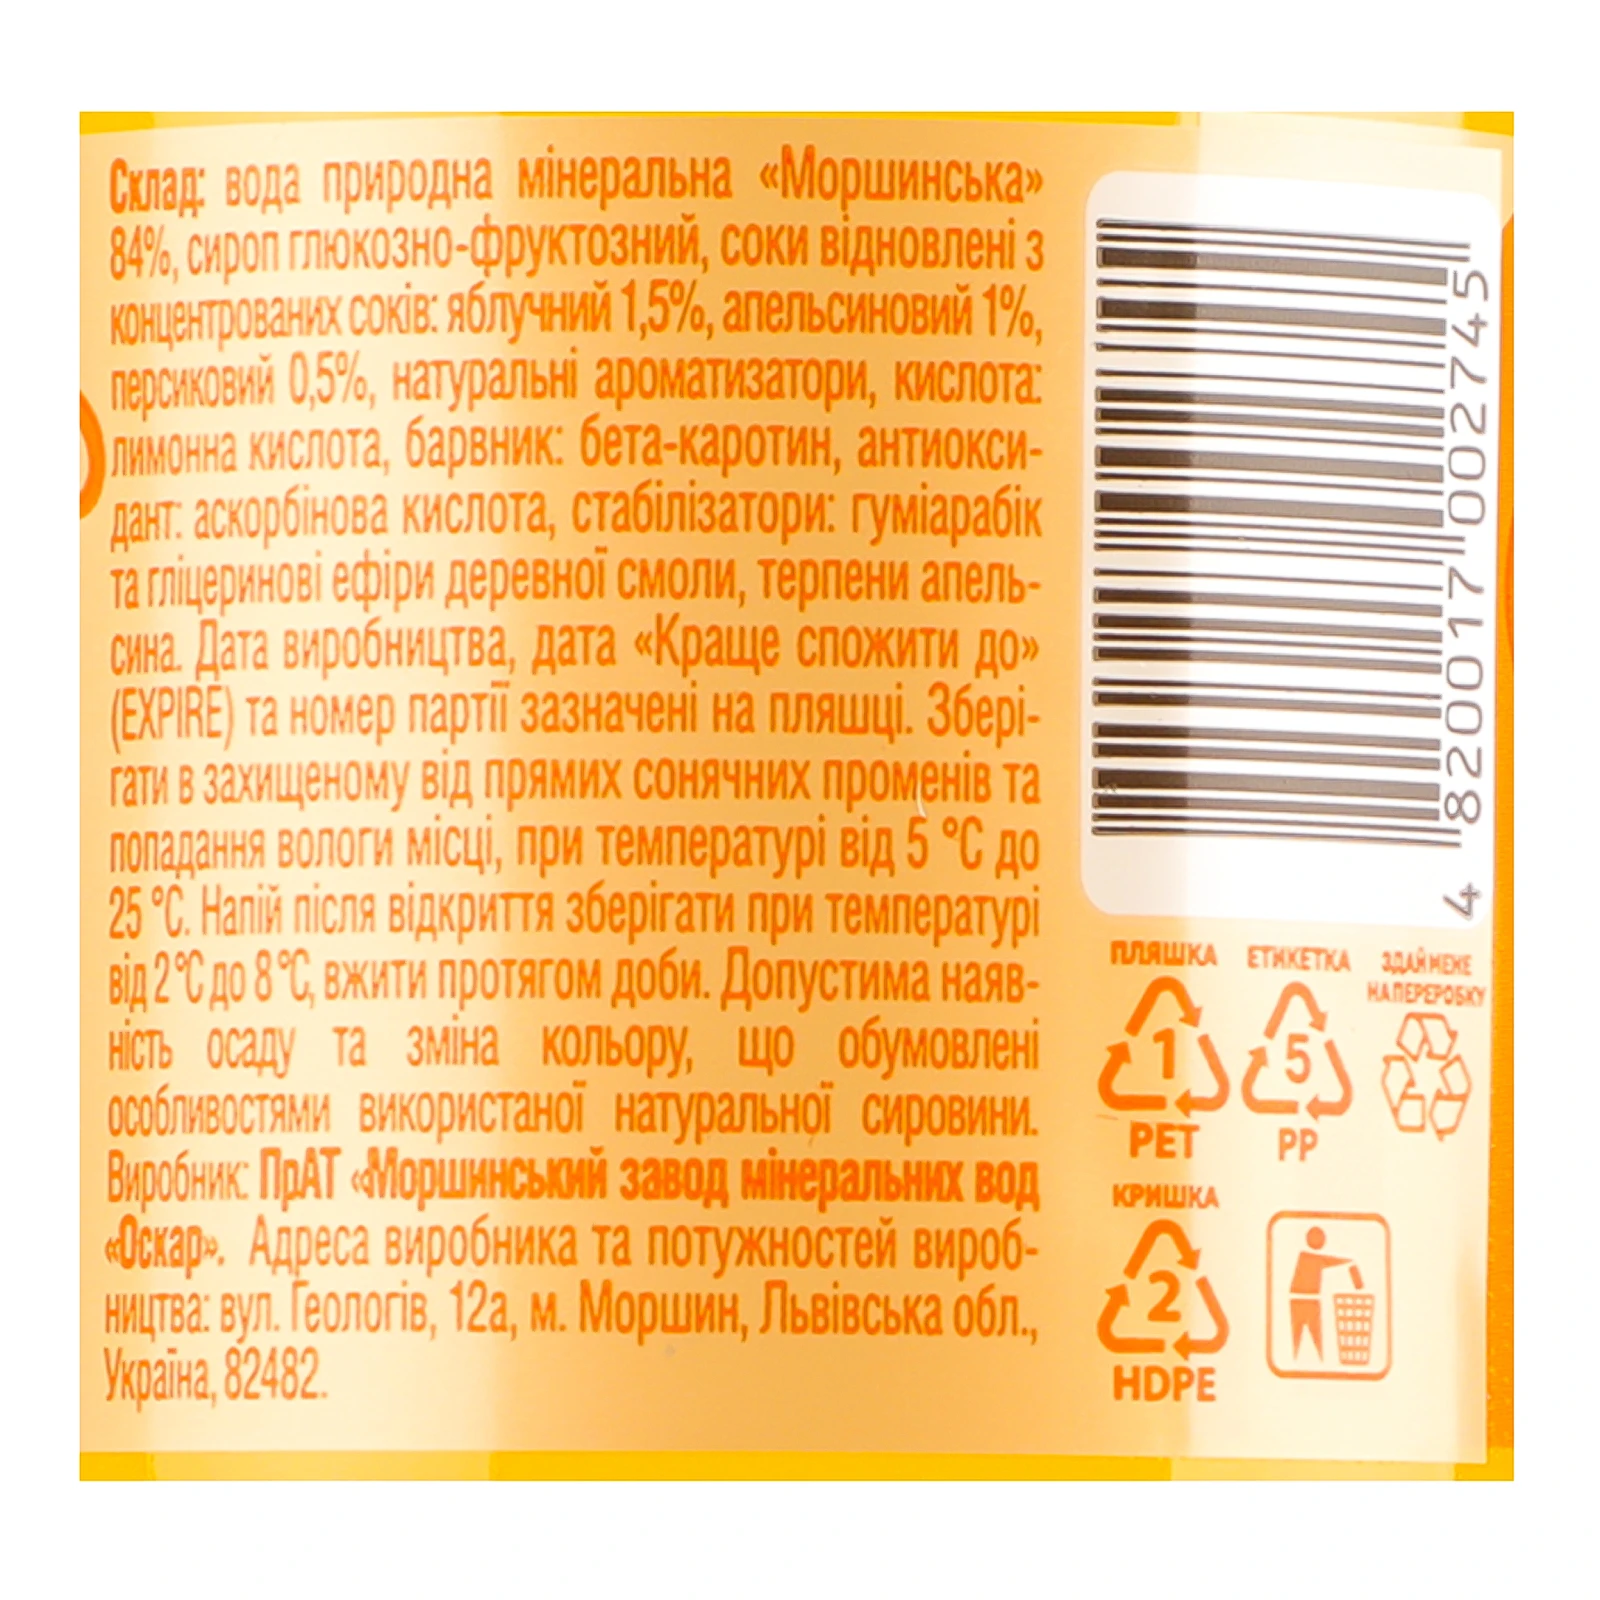 Склад: вода природна мінеральна «Моршинська»
84%, сироп глюкозно-фруктозний, соки відновлені з
концентрованих соків: яблучний 1,5%, апельсиновий 1%,
персиковий 0,5%, натуральні ароматизатори, кислота:
лимонна кислота, барвник: бета-каротин, антиокси-
дант: аскорбінова кислота, стабілізатори: гуміарабік
та гліцеринові ефіри деревної смоли, терпени апель-
сина. Дата виробництва, дата «Краще спожити до»
(EXPIRE) та номер партії зазначені на пляшці. Збері-
гати в захищеному від прямих сонячних променів та
попадання вологи місці, при температурі від 5 °С до
25 °С. Напій після відкриття зберігати при температурі
від 2 °С до 8 °С, вжити протягом доби. Допустима наяв-
ність осаду та зміна кольору, що обумовлені
особливостями використаної натуральної сировини.
Виробник: ПрАТ «Моршинський завод мінеральних вод
«Оскар». Адреса виробника та потужностей вироб-
ництва: вул. Геологів, 12а, м. Моршин, Львівська обл.,
Україна, 82482.
4 820017 002745
ПЛЯШКА
1
PET
ЕТИКЕТКА
5
PP
ЗДАЙ МЕНЕ
НА ПЕРЕРОБКУ
КРИШКА
2
HDPE